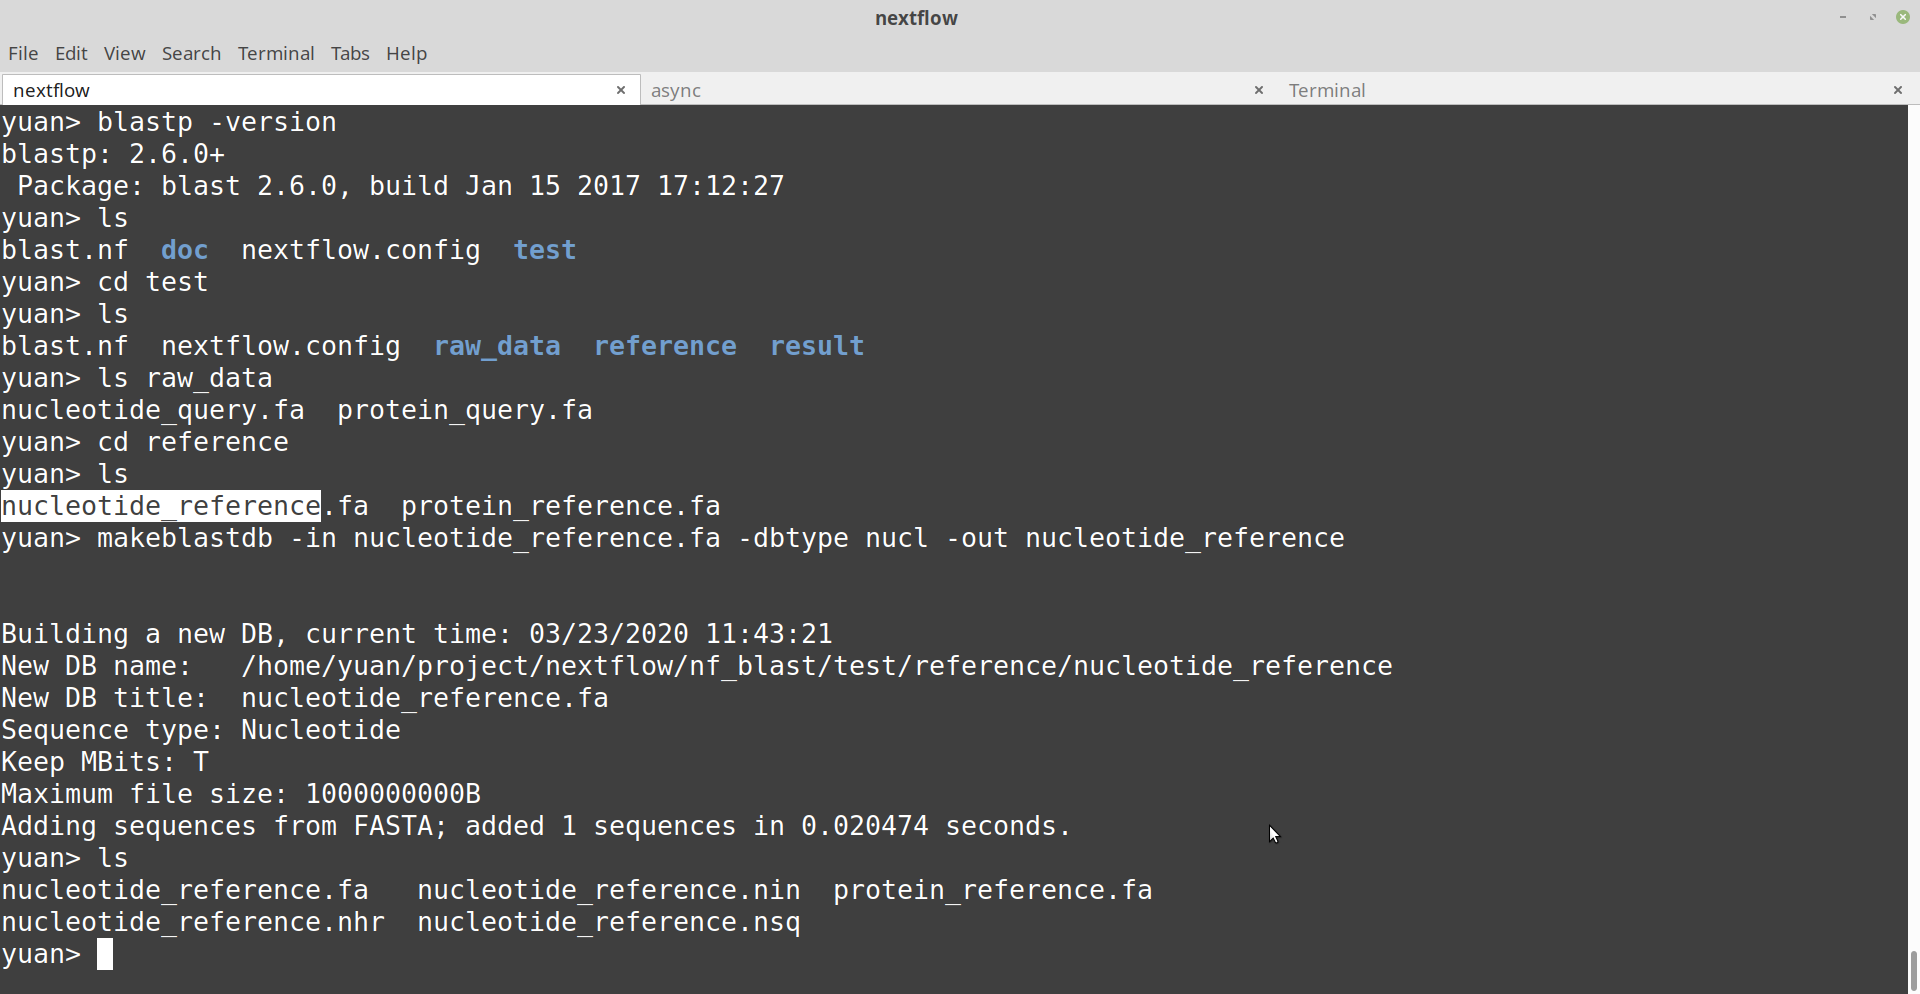 nextflow
File Edit View Search Terminal Tabs Help
nextflow × async × Terminal ×
yuan> blastp -version
blastp: 2.6.0+
 Package: blast 2.6.0, build Jan 15 2017 17:12:27
yuan> ls
blast.nf  doc  nextflow.config  test
yuan> cd test
yuan> ls
blast.nf  nextflow.config  raw_data  reference  result
yuan> ls raw_data
nucleotide_query.fa  protein_query.fa
yuan> cd reference
yuan> ls
nucleotide_reference.fa  protein_reference.fa
yuan> makeblastdb -in nucleotide_reference.fa -dbtype nucl -out nucleotide_reference
Building a new DB, current time: 03/23/2020 11:43:21
New DB name:   /home/yuan/project/nextflow/nf_blast/test/reference/nucleotide_reference
New DB title:  nucleotide_reference.fa
Sequence type: Nucleotide
Keep MBits: T
Maximum file size: 1000000000B
Adding sequences from FASTA; added 1 sequences in 0.020474 seconds.
yuan> ls
nucleotide_reference.fa   nucleotide_reference.nin  protein_reference.fa
nucleotide_reference.nhr  nucleotide_reference.nsq
yuan>